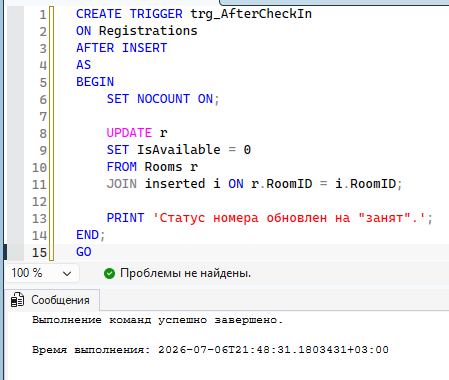 1 CREATE TRIGGER trg_AfterCheckIn
2 ON Registrations
3 AFTER INSERT
4 AS
5 BEGIN
6 SET NOCOUNT ON;
7
8 UPDATE r
9 SET IsAvailable = 0
10 FROM Rooms r
11 JOIN inserted i ON r.RoomID = i.RoomID;
12
13 PRINT 'Статус номера обновлен на "занят".';
14 END;
15 GO
100 % Проблемы не найдены.
Сообщения
Выполнение команд успешно завершено.
Время выполнения: 2026-07-06T21:48:31.1803431+03:00